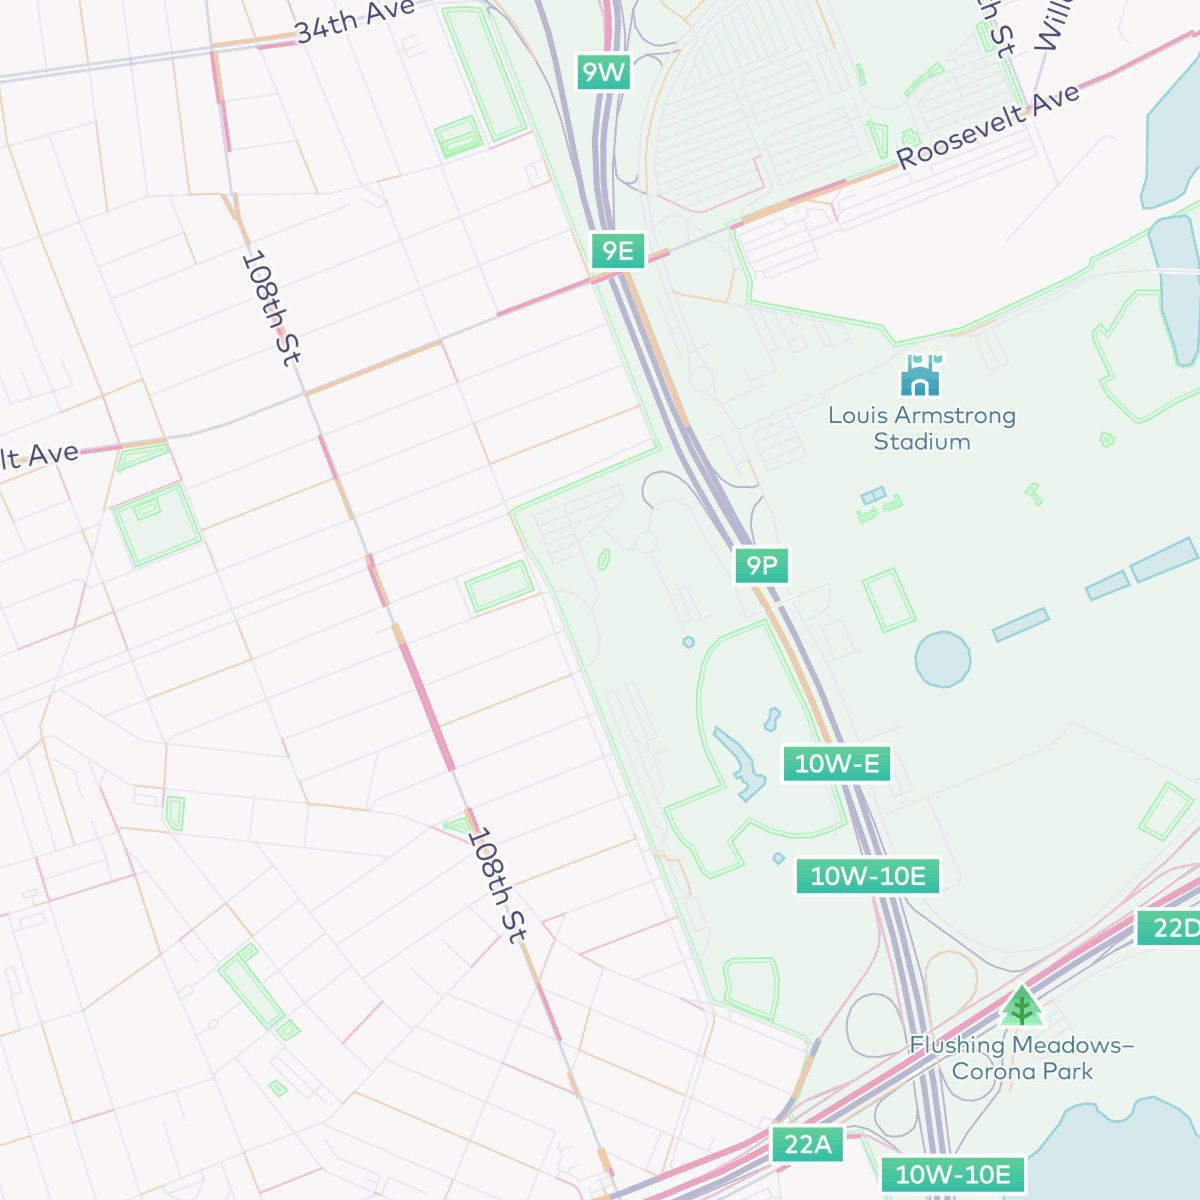 34th Ave
9W
Roosevelt Ave
9E
108th St
Louis Armstrong
Stadium
lt Ave
9P
10W-E
10W-10E
108th St
22D
Flushing Meadows–
Corona Park
22A
10W-10E